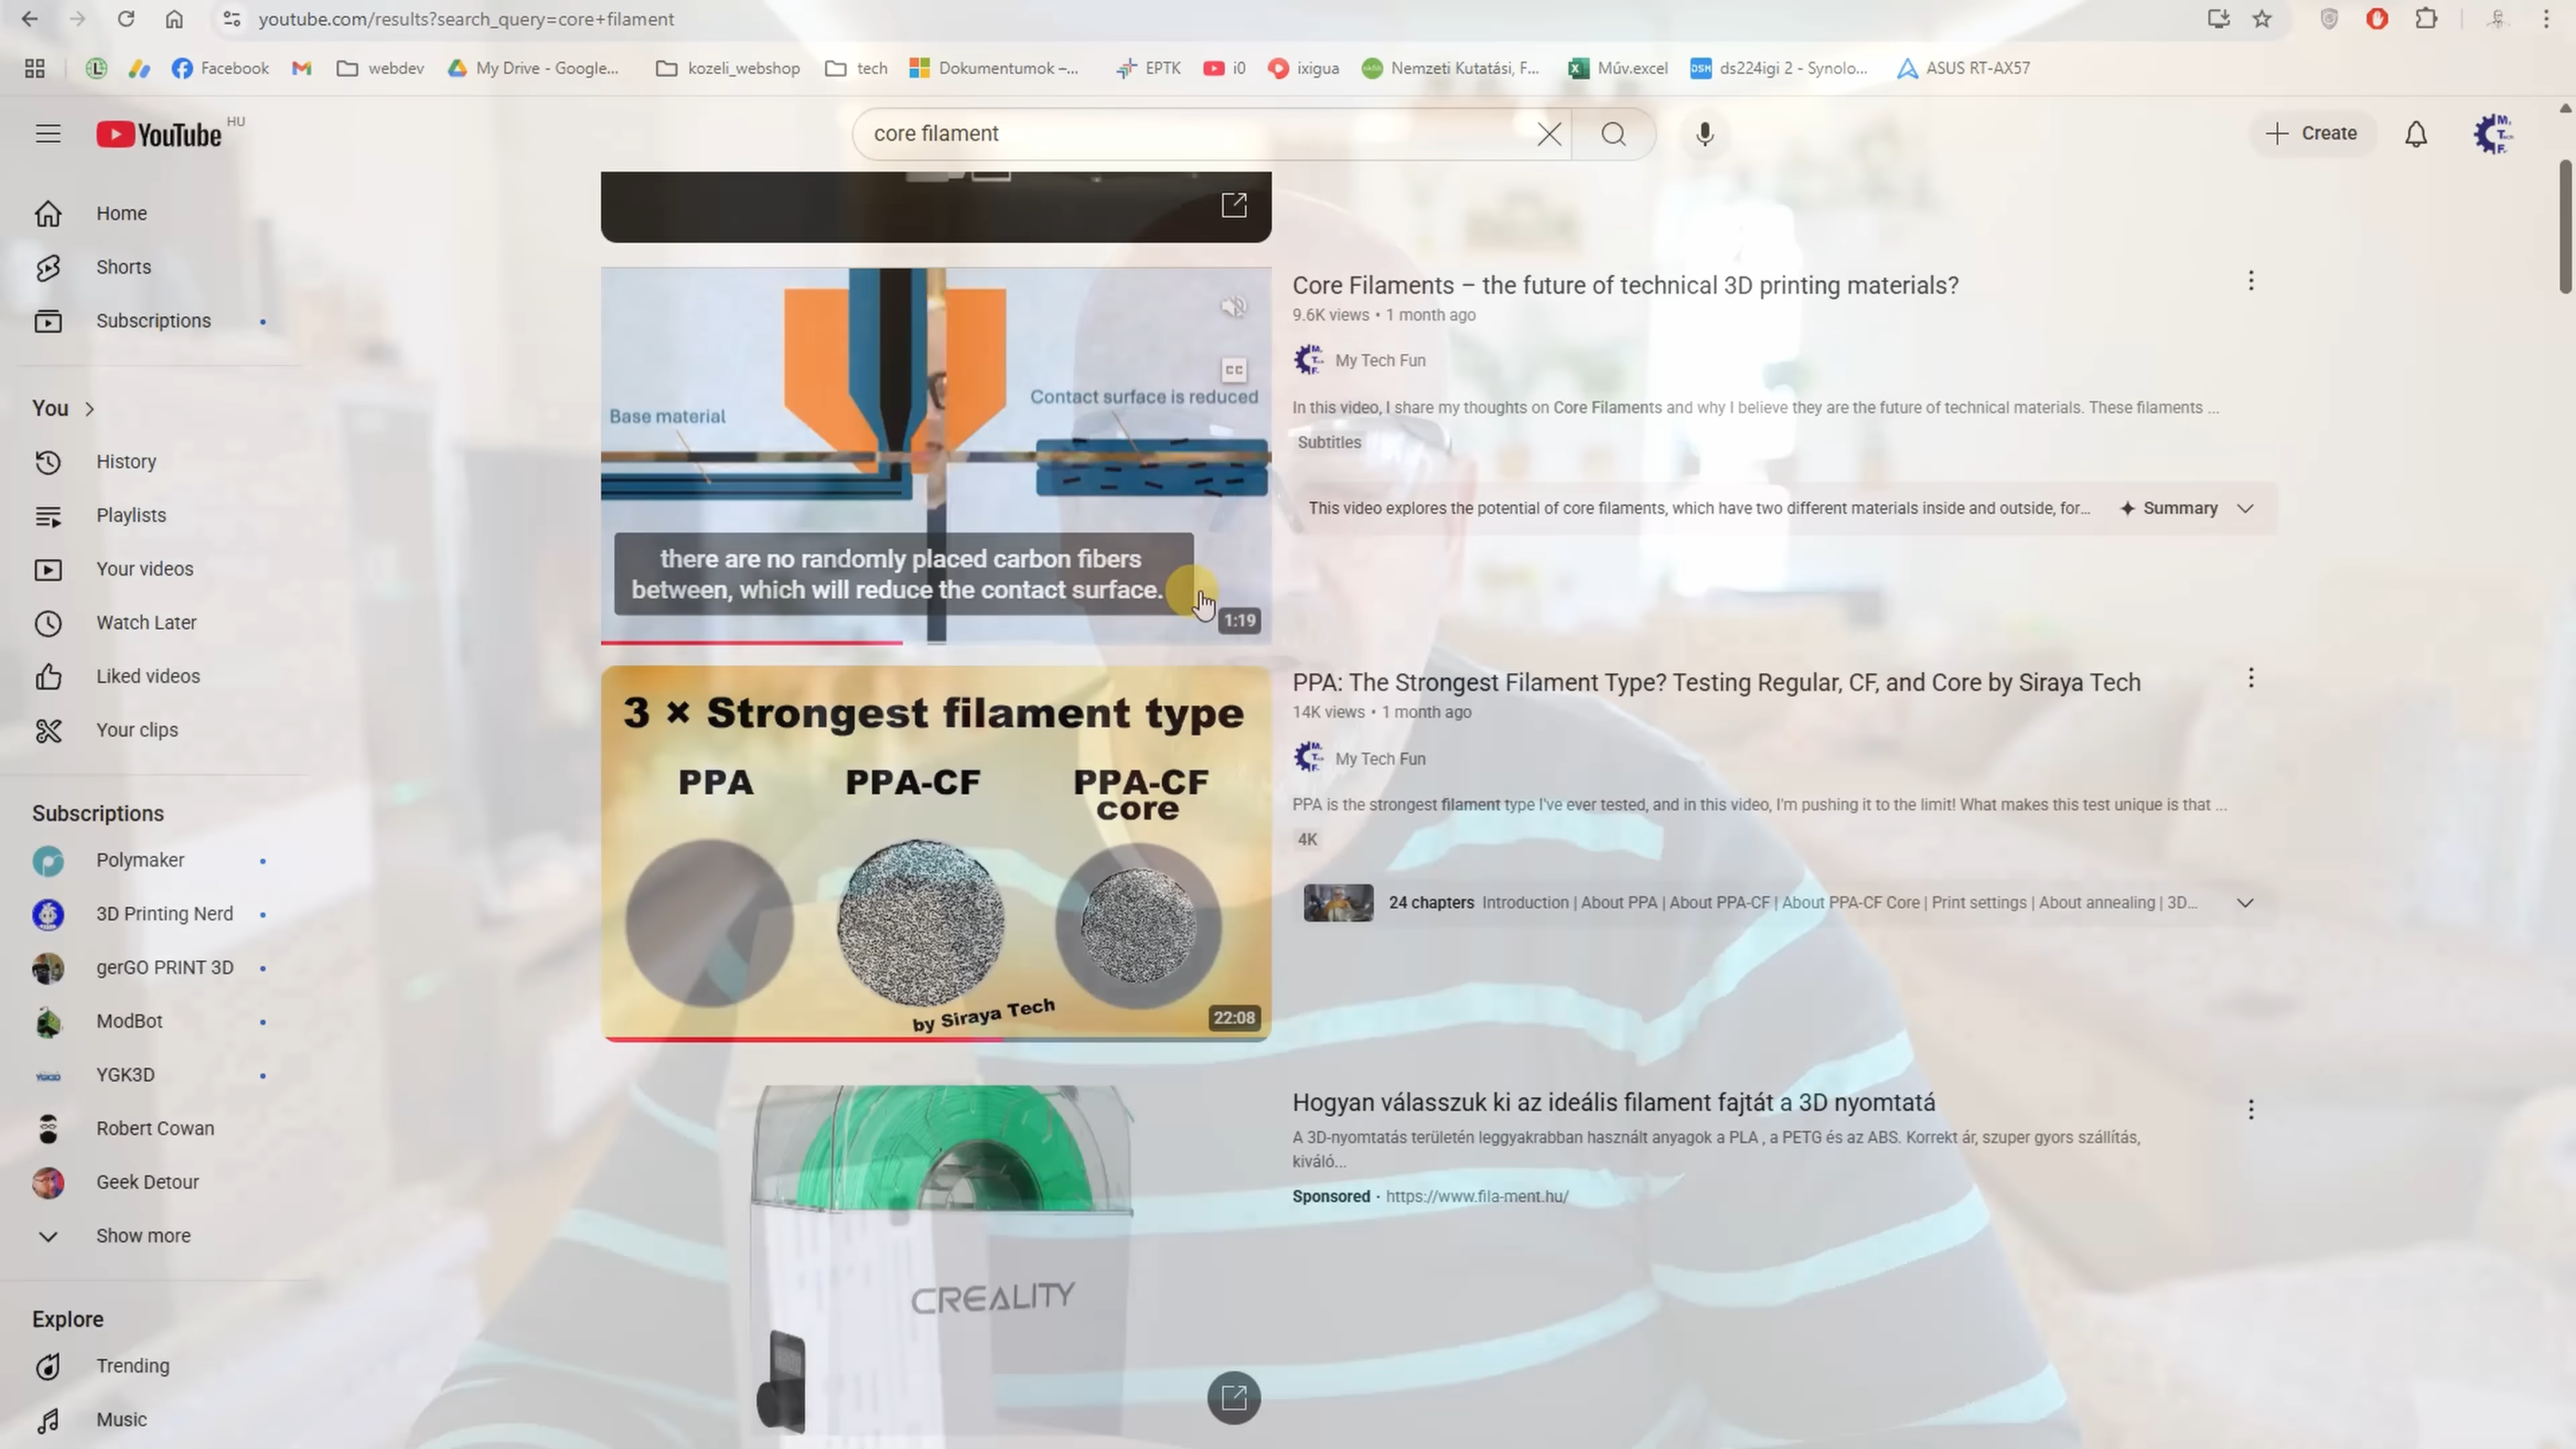 youtube.com/results?search_query=core+filament
Facebook
webdev
My Drive - Google...
kozeli_webshop
tech
Dokumentumok –...
EPTK
i0
ixigua
Nemzeti Kutatási, F...
Műv.excel
DSM
ds224igi 2 - Synolo...
ASUS RT-AX57
YouTube
HU
core filament
Create
Home
Shorts
Subscriptions
You
History
Playlists
Your videos
Watch Later
Liked videos
Your clips
Subscriptions
Polymaker
3D Printing Nerd
gerGO PRINT 3D
ModBot
YGK3D
Robert Cowan
Geek Detour
Show more
Explore
Trending
Music
Base material
Contact surface is reduced
CC
there are no randomly placed carbon fibers
between, which will reduce the contact surface.
1:19
Core Filaments – the future of technical 3D printing materials?
9.6K views • 1 month ago
My Tech Fun
In this video, I share my thoughts on Core Filaments and why I believe they are the future of technical materials. These filaments ...
Subtitles
This video explores the potential of core filaments, which have two different materials inside and outside, for...
Summary
3 × Strongest filament type
PPA
PPA-CF
PPA-CF
core
by Siraya Tech
22:08
PPA: The Strongest Filament Type? Testing Regular, CF, and Core by Siraya Tech
14K views • 1 month ago
My Tech Fun
PPA is the strongest filament type I've ever tested, and in this video, I'm pushing it to the limit! What makes this test unique is that ...
4K
24 chapters Introduction | About PPA | About PPA-CF | About PPA-CF Core | Print settings | About annealing | 3D...
CREALITY
Hogyan válasszuk ki az ideális filament fajtát a 3D nyomtatá
A 3D-nyomtatás területén leggyakrabban használt anyagok a PLA , a PETG és az ABS. Korrekt ár, szuper gyors szállítás,
kiváló...
Sponsored · https://www.fila-ment.hu/